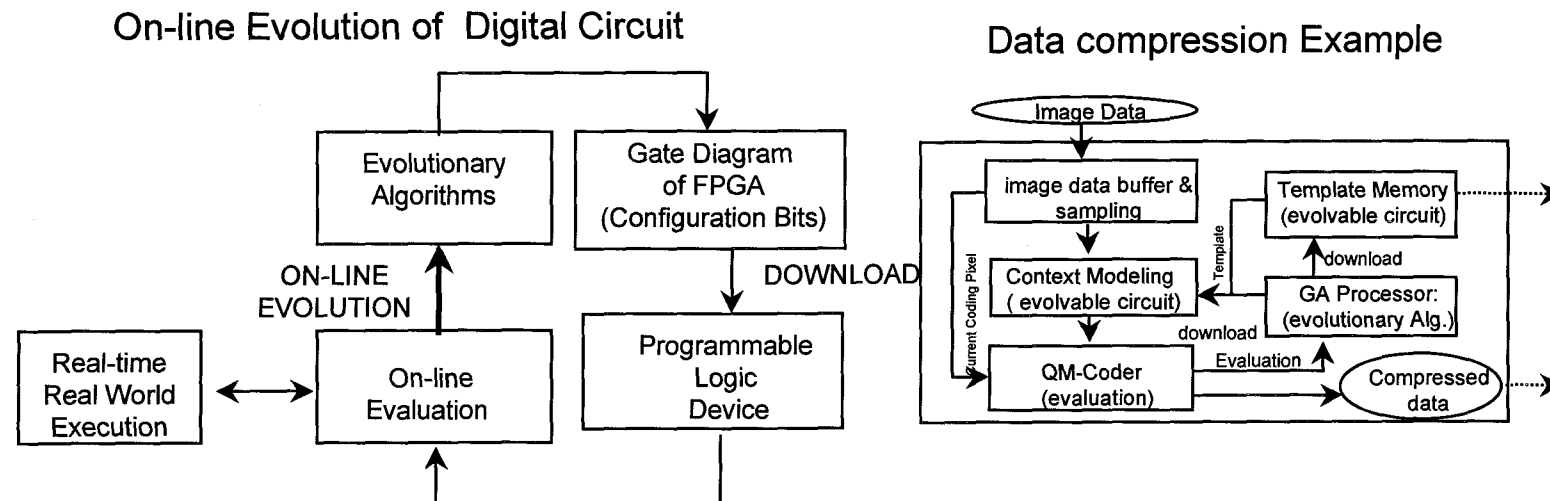 On-line Evolution of Digital Circuit
Evolutionary
Algorithms
Gate Diagram
of FPGA
(Configuration Bits)
ON-LINE
EVOLUTION
DOWNLOAD
Real-time
Real World
Execution
On-line
Evaluation
Programmable
Logic
Device
Data compression Example
Image Data
image data buffer &
sampling
Template Memory
(evolvable circuit)
Current Coding Pixel
Template
download
Context Modeling
( evolvable circuit)
GA Processor:
(evolutionary Alg.)
download
QM-Coder
(evaluation)
Evaluation
Compressed
data